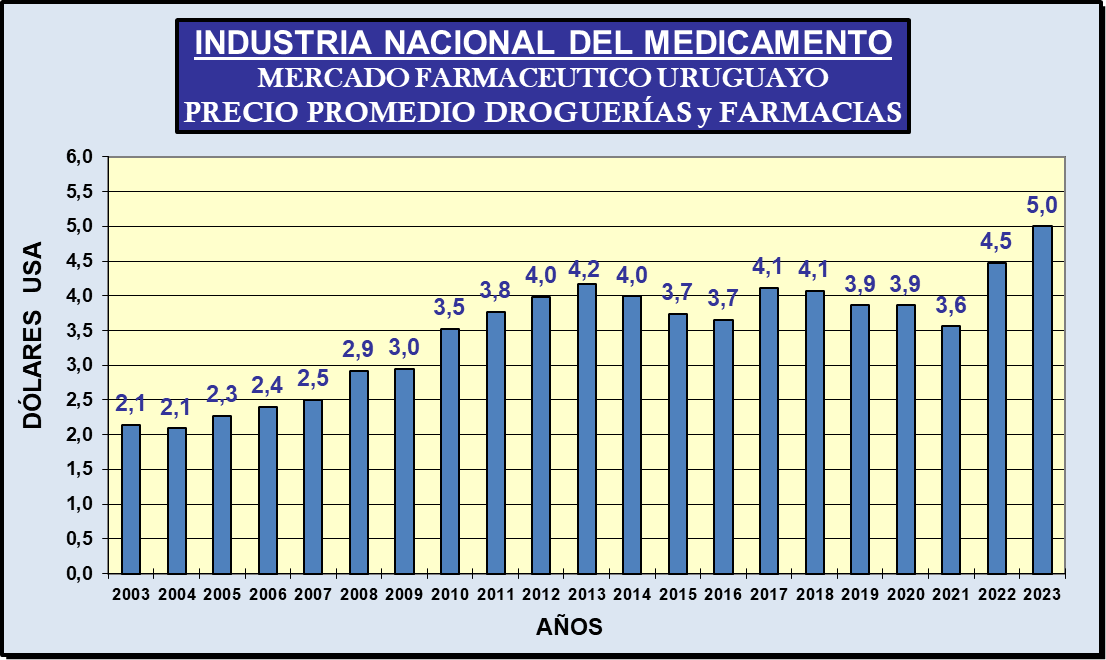 INDUSTRIA NACIONAL DEL MEDICAMENTO
MERCADO FARMACEUTICO URUGUAYO
PRECIO PROMEDIO DROGUERÍAS y FARMACIAS
DÓLARES USA
6,0
5,5
5,0
4,5
4,0
3,5
3,0
2,5
2,0
1,5
1,0
0,5
0,0
2,1 2,1 2,3 2,4 2,5 2,9 3,0 3,5 3,8 4,0 4,2 4,0 3,7 3,7 4,1 4,1 3,9 3,9 3,6 4,5 5,0
2003 2004 2005 2006 2007 2008 2009 2010 2011 2012 2013 2014 2015 2016 2017 2018 2019 2020 2021 2022 2023
AÑOS